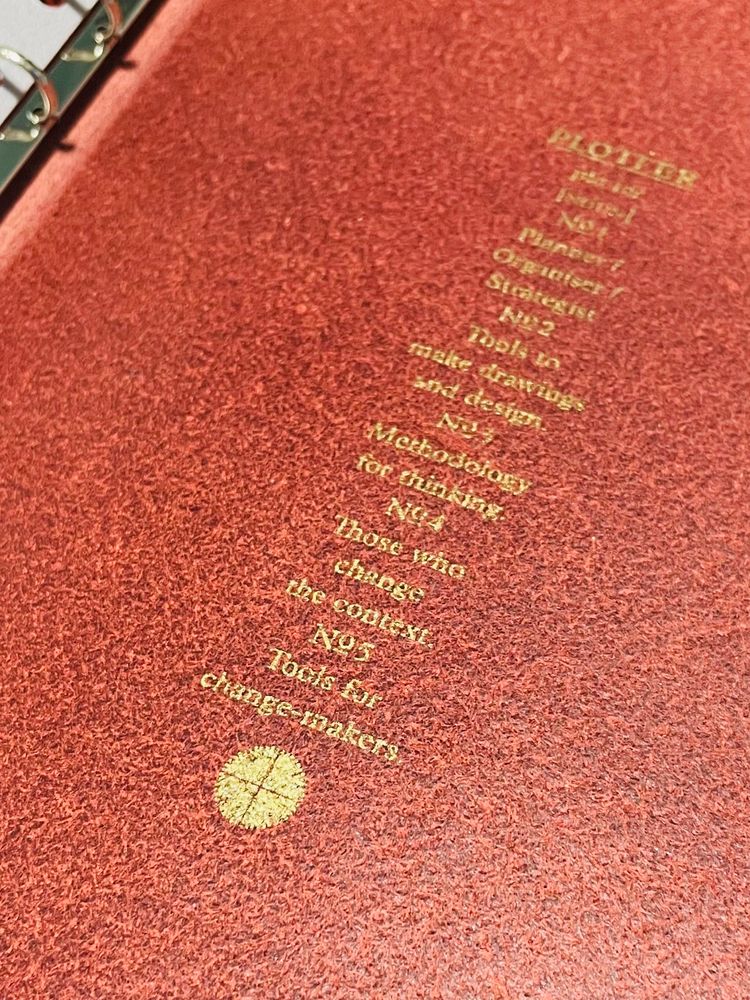 PLOTTER
No1
Planner /
Organiser /
Strategist
No2
Tools to
make drawings
and design.
No3
Methodology
for thinking.
No4
Those who
change
the context.
No5
Tools for
change-makers.